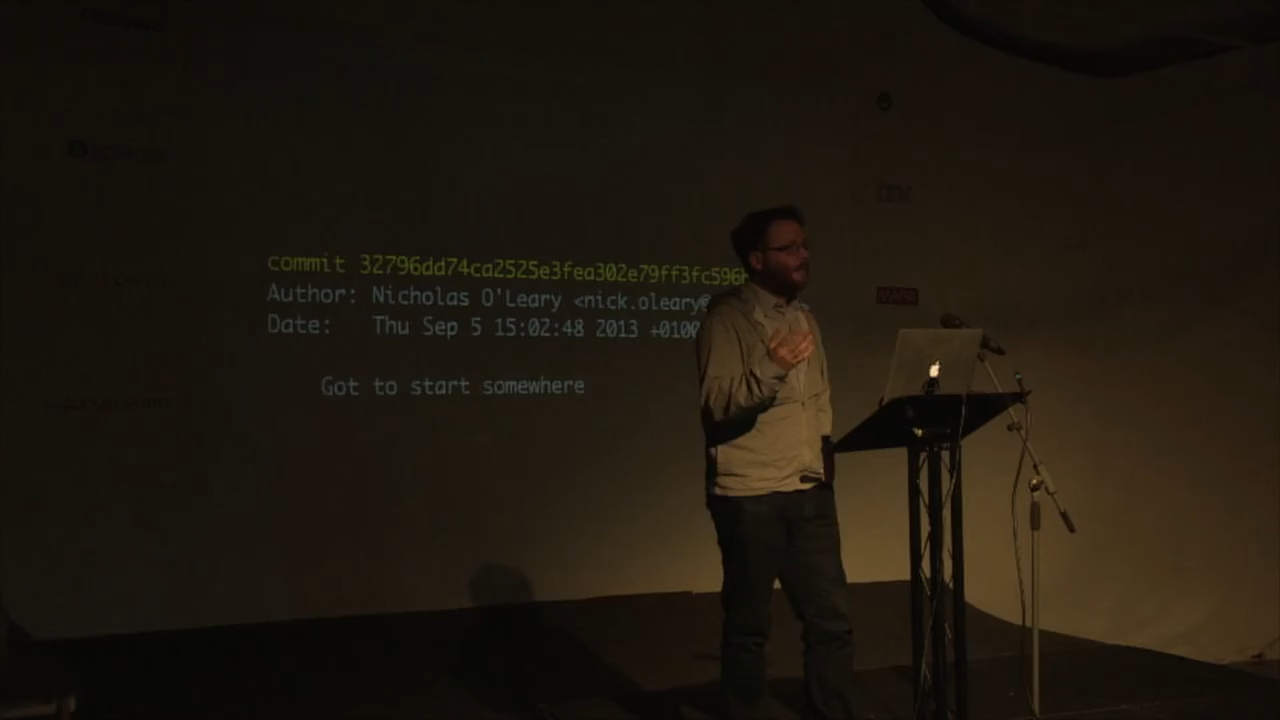 commit 32796dd74ca2525e3fea302e79ff3fc596
Author: Nicholas O'Leary <nick.oleary@
Date: Thu Sep 5 15:02:48 2013 +0100
Got to start somewhere
IBM